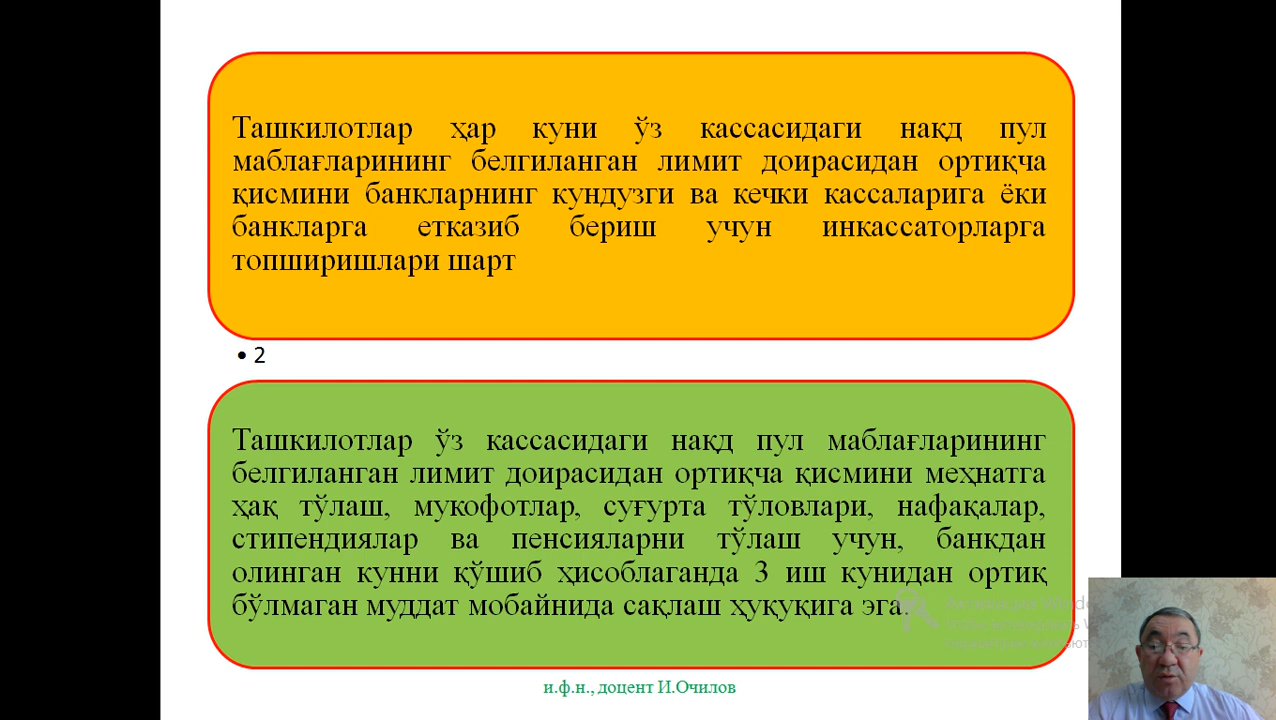 Ташкилотлар ҳар куни ўз кассасидаги нақд пул
маблағларининг белгиланган лимит доирасидан ортиқча
қисмини банкларнинг кундузги ва кечки кассаларига ёки
банкларга етказиб бериш учун инкассаторларга
топширишлари шарт
• 2
Ташкилотлар ўз кассасидаги нақд пул маблағларининг
белгиланган лимит доирасидан ортиқча қисмини меҳнатга
ҳақ тўлаш, мукофотлар, суғурта тўловлари, нафақалар,
стипендиялар ва пенсияларни тўлаш учун, банкдан
олинган кунни қўшиб ҳисоблаганда 3 иш кунидан ортиқ
бўлмаган муддат мобайнида сақлаш ҳуқуқига эга.
Активация Windo
и.ф.н., доцент И.Очилов